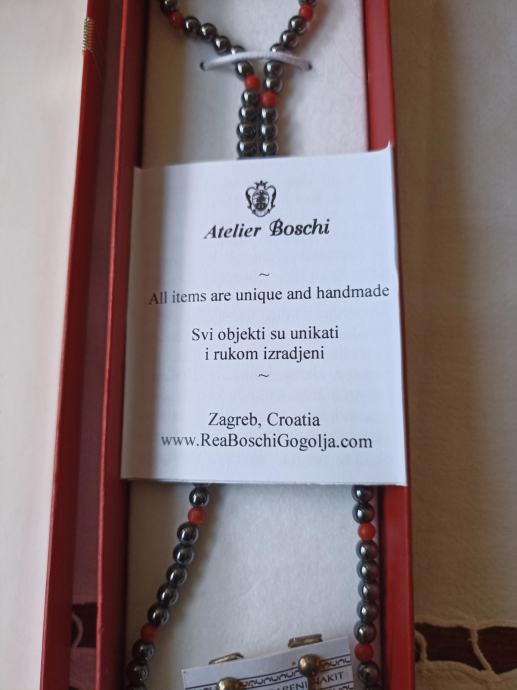 Atelier Boschi
~
All items are unique and handmade
Svi objekti su unikati
i rukom izradjeni
~
Zagreb, Croatia
www.ReaBoschiGogolja.com